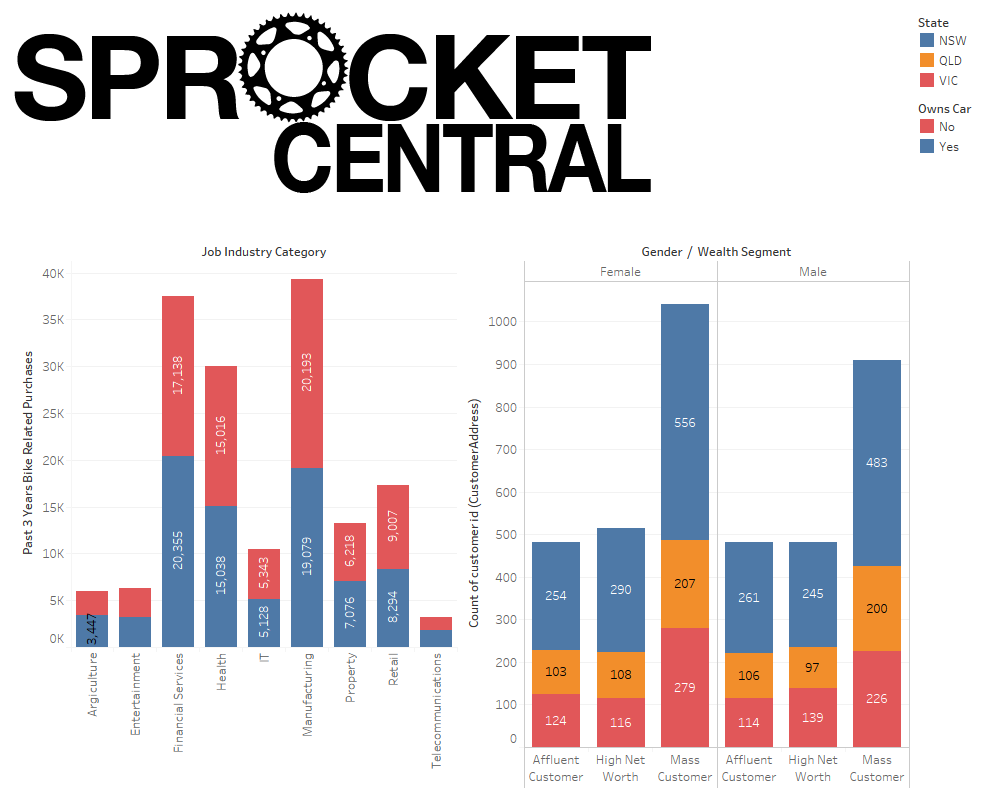 SPROCKET
CENTRAL
State
NSW
QLD
VIC
Owns Car
No
Yes
Job Industry Category
Past 3 Years Bike Related Purchases
40K
35K
30K
25K
20K
15K
10K
5K
0K
3,447
17,138
20,355
15,016
15,038
5,343
5,128
20,193
19,079
6,218
7,076
9,007
8,294
Argiculture
Entertainment
Financial Services
Health
IT
Manufacturing
Property
Retail
Telecommunications
Gender / Wealth Segment
Female
Male
Count of customer id (CustomerAddress)
1000
900
800
700
600
500
400
300
200
100
0
254
103
124
290
108
116
556
207
279
261
106
114
245
97
139
483
200
226
Affluent
Customer
High Net
Worth
Mass
Customer
Affluent
Customer
High Net
Worth
Mass
Customer